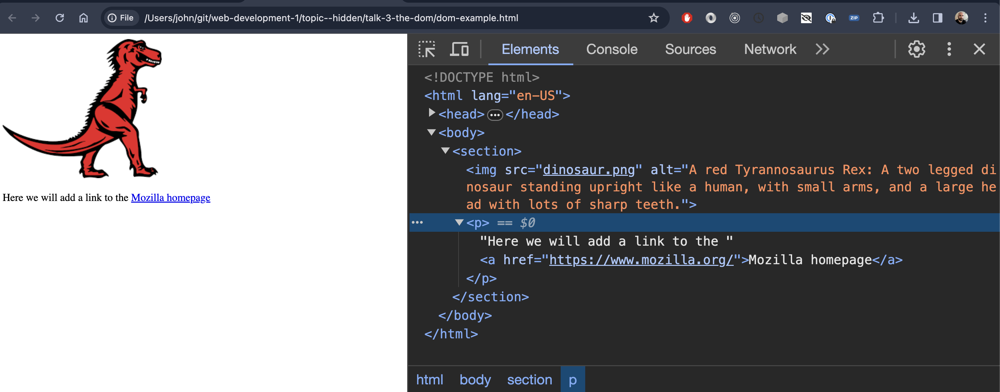 File /Users/john/git/web-development-1/topic--hidden/talk-3-the-dom/dom-example.html
ZIP
Here we will add a link to the Mozilla homepage
Elements Console Sources Network
<!DOCTYPE html>
<html lang="en-US">
<head> ••• </head>
<body>
<section>
<img src="dinosaur.png" alt="A red Tyrannosaurus Rex: A two legged di
nosaur standing upright like a human, with small arms, and a large he
ad with lots of sharp teeth.">
••• <p> == $0
"Here we will add a link to the "
<a href="https://www.mozilla.org/">Mozilla homepage</a>
</p>
</section>
</body>
</html>
html body section p